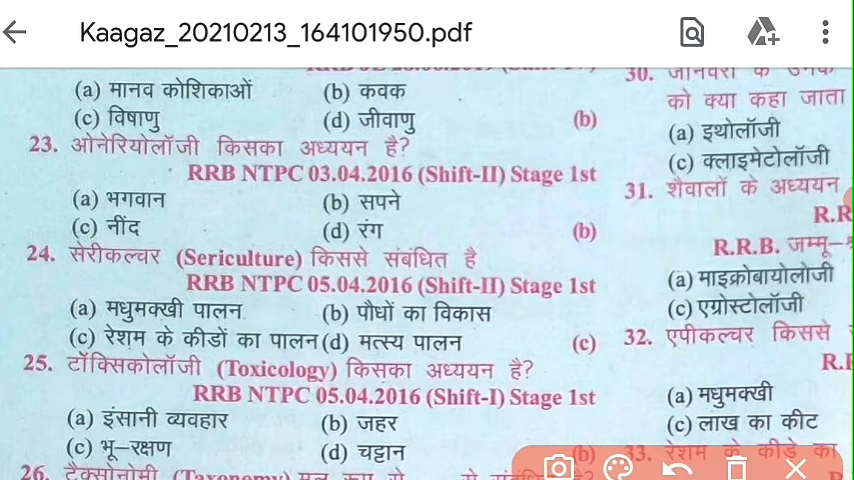 Kaagaz_20210213_164101950.pdf
(a) मानव कोशिकाओं (b) कवक
(c) विषाणु (d) जीवाणु (b)
23. ओनेरियोलॉजी किसका अध्ययन है?
RRB NTPC 03.04.2016 (Shift-II) Stage 1st
(a) भगवान (b) सपने
(c) नींद (d) रंग (b)
24. सेरीकल्चर (Sericulture) किससे संबंधित है
RRB NTPC 05.04.2016 (Shift-II) Stage 1st
(a) मधुमक्खी पालन (b) पौधों का विकास
(c) रेशम के कीडों का पालन (d) मत्स्य पालन (c)
25. टॉक्सिकोलॉजी (Toxicology) किसका अध्ययन है?
RRB NTPC 05.04.2016 (Shift-I) Stage 1st
(a) इंसानी व्यवहार (b) जहर
(c) भू-रक्षण (d) चट्टान (b)
26. टैक्सोनोमी (Taxonomy)
30. जानवरों के
को क्या कहा जाता
(a) इथोलॉजी
(c) क्लाइमेटोलॉजी
31. शैवालों के अध्ययन
R.R
R.R.B. जम्मू-
(a) माइक्रोबायोलोजी
(c) एग्रोस्टोलॉजी
32. एपीकल्चर किससे
(a) मधुमक्खी
(c) लाख का कीट
33. रेशम के कीड़े का